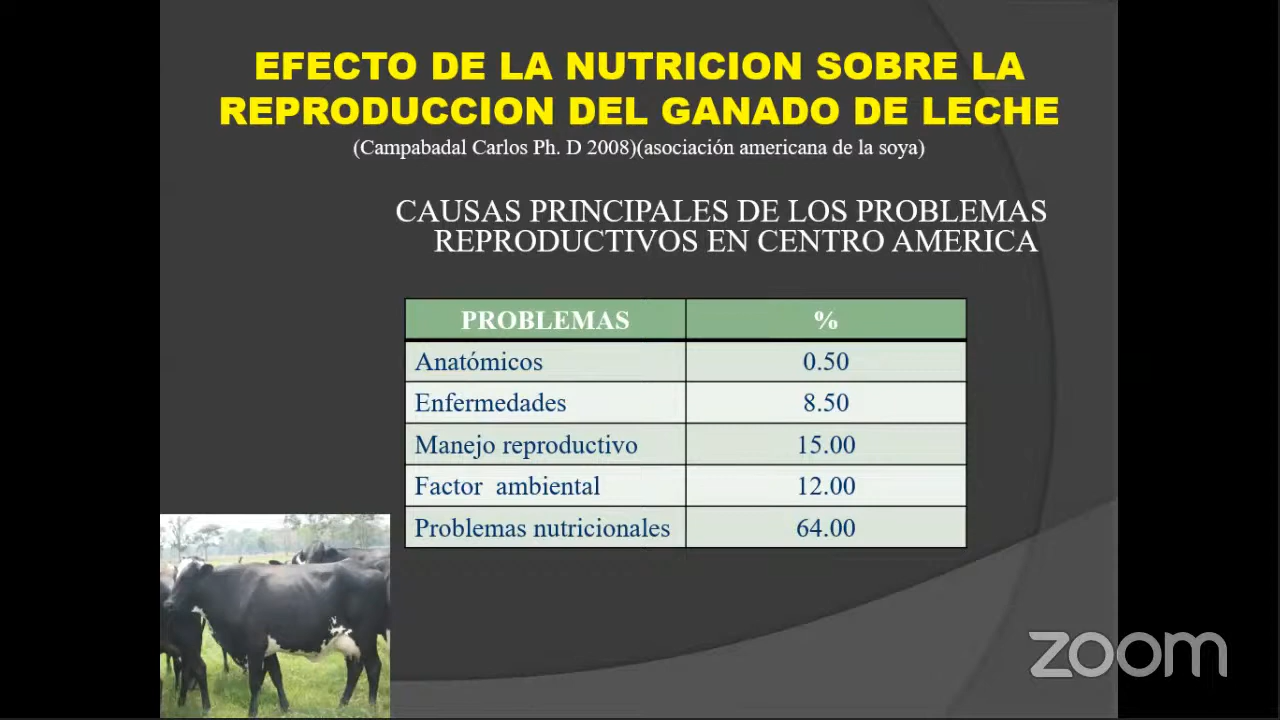 EFECTO DE LA NUTRICION SOBRE LA
REPRODUCCION DEL GANADO DE LECHE
(Campabadal Carlos Ph. D 2008)(asociación americana de la soya)
CAUSAS PRINCIPALES DE LOS PROBLEMAS
REPRODUCTIVOS EN CENTRO AMERICA
PROBLEMAS %
Anatómicos 0.50
Enfermedades 8.50
Manejo reproductivo 15.00
Factor ambiental 12.00
Problemas nutricionales 64.00
zoom